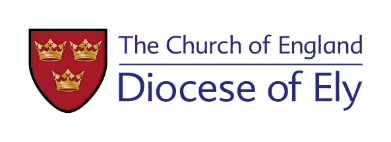 The Church of England
Diocese of Ely